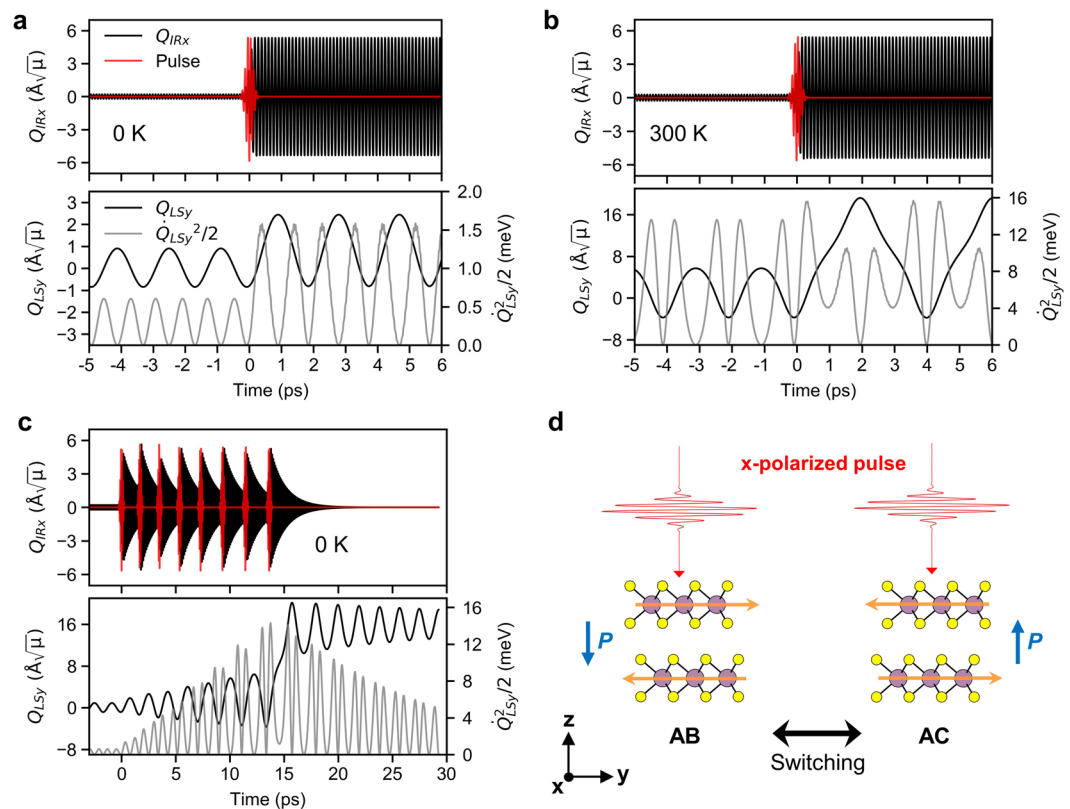 a
6
3
0
−3
−6
Q_IRx (Å√μ)
Q_IRx
Pulse
0 K
3
2
1
0
−1
−2
−3
Q_LSy (Å√μ)
Q_LSy
Q̇_LSy²/2
2.0
1.5
1.0
0.5
0.0
Q̇²_LSy/2 (meV)
-5 -4 -3 -2 -1 0 1 2 3 4 5 6
Time (ps)
b
6
3
0
−3
−6
Q_IRx (Å√μ)
300 K
16
8
0
−8
Q_LSy (Å√μ)
16
12
8
4
0
Q̇²_LSy/2 (meV)
-5 -4 -3 -2 -1 0 1 2 3 4 5 6
Time (ps)
c
6
3
0
−3
−6
Q_IRx (Å√μ)
0 K
16
8
0
−8
Q_LSy (Å√μ)
16
12
8
4
0
Q̇²_LSy/2 (meV)
0 5 10 15 20 25 30
Time (ps)
d
x-polarized pulse
P
P
AB
AC
Switching
z
x
y